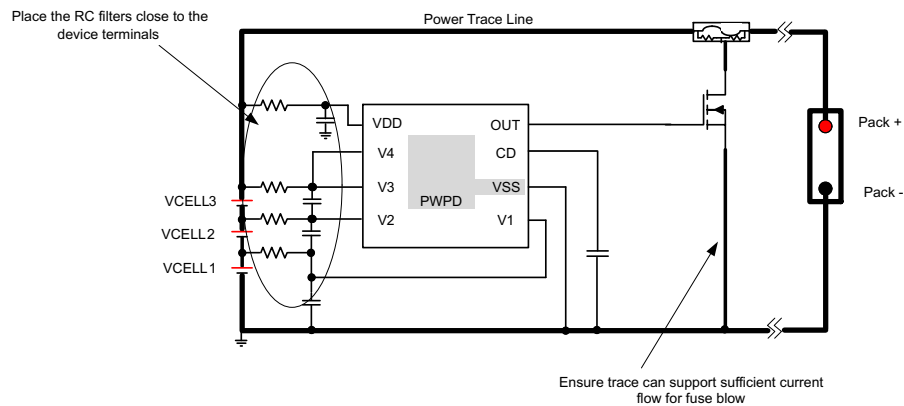 Place the RC filters close to the
device terminals
Power Trace Line
VDD
OUT
Pack +
V4
CD
V3
VSS
Pack -
PWPD
VCELL3
V2
V1
VCELL2
VCELL1
Ensure trace can support sufficient current
flow for fuse blow